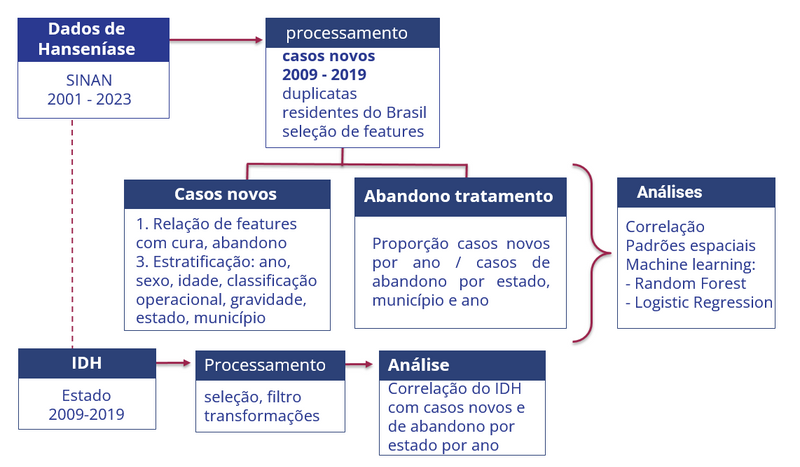 Dados de
Hanseníase
SINAN
2001 - 2023
processamento
casos novos
2009 - 2019
duplicatas
residentes do Brasil
seleção de features
Casos novos
1. Relação de features
com cura, abandono
3. Estratificação: ano,
sexo, idade, classificação
operacional, gravidade,
estado, município
Abandono tratamento
Proporção casos novos
por ano / casos de
abandono por estado,
município e ano
Análises
Correlação
Padrões espaciais
Machine learning:
- Random Forest
- Logistic Regression
IDH
Estado
2009-2019
Processamento
seleção, filtro
transformações
Análise
Correlação do IDH
com casos novos e
de abandono por
estado por ano